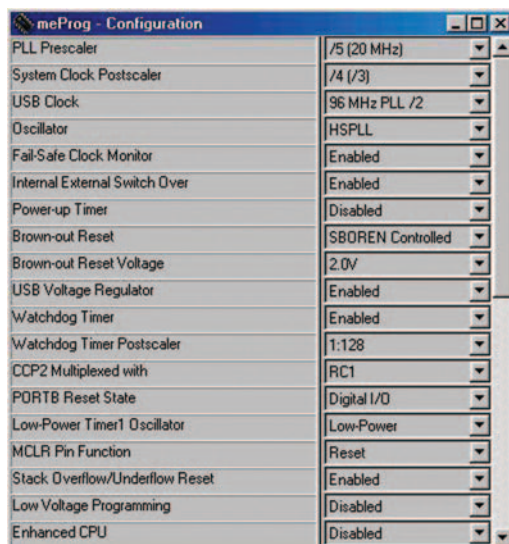 meProg - Configuration
PLL Prescaler /5 (20 MHz)
System Clock Postscaler /4 (/3)
USB Clock 96 MHz PLL /2
Oscillator HSPLL
Fail-Safe Clock Monitor Enabled
Internal External Switch Over Enabled
Power-up Timer Disabled
Brown-out Reset SBOREN Controlled
Brown-out Reset Voltage 2.0V
USB Voltage Regulator Enabled
Watchdog Timer Enabled
Watchdog Timer Postscaler 1:128
CCP2 Multiplexed with RC1
PORTB Reset State Digital I/O
Low-Power Timer1 Oscillator Low-Power
MCLR Pin Function Reset
Stack Overflow/Underflow Reset Enabled
Low Voltage Programming Disabled
Enhanced CPU Disabled